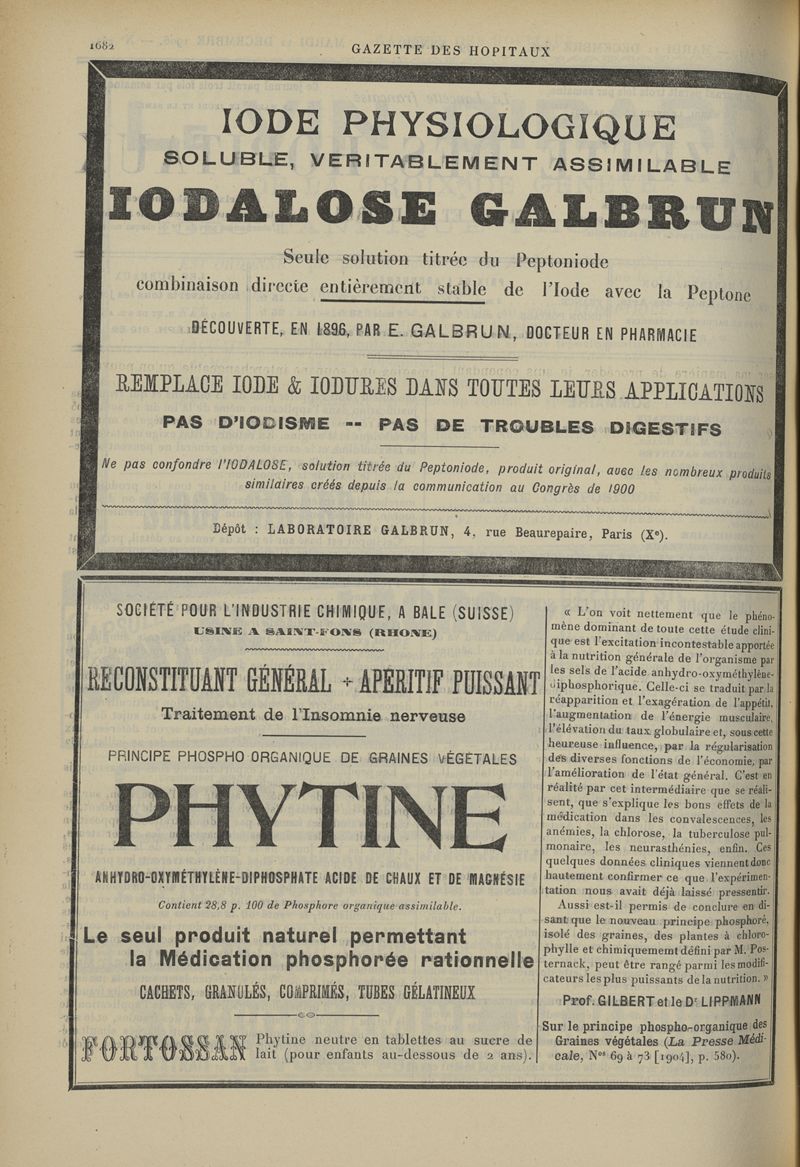 1682
GAZETTE DES HOPITAUX
IODE PHYSIOLOGIQUE
SOLUBLE, VERITABLEMENT ASSIMILABLE
IODALOSE GALBRUN
Seule solution titrée du Peptoniode
combinaison directe entièrement stable de l'Iode avec la Peptone
DÉCOUVERTE, EN 1896, PAR E. GALBRUN, DOCTEUR EN PHARMACIE
REMPLACE IODE & IODURES DANS TOUTES LEURS APPLICATIONS
PAS D'IODISME -- PAS DE TROUBLES DIGESTIFS
Ne pas confondre l'IODALOSE, solution titrée du Peptoniode, produit original, avec les nombreux produits
similaires créés depuis la communication au Congrès de 1900
Dépôt : LABORATOIRE GALBRUN, 4, rue Beaurepaire, Paris (Xe).
SOCIÉTÉ POUR L'INDUSTRIE CHIMIQUE, A BALE (SUISSE)
USINE A SAINT-FONS (RHONE)
RECONSTITUANT GÉNÉRAL + APÉRITIF PUISSANT
Traitement de l'Insomnie nerveuse
PRINCIPE PHOSPHO ORGANIQUE DE GRAINES VÉGÉTALES
PHYTINE
ANHYDRO-OXYMÉTHYLÈNE-DIPHOSPHATE ACIDE DE CHAUX ET DE MAGNÉSIE
Contient 28,8 p. 100 de Phosphore organique assimilable.
Le seul produit naturel permettant
la Médication phosphorée rationnelle
CACHETS, GRANULÉS, COMPRIMÉS, TUBES GÉLATINEUX
FORTOSSAN Phytine neutre en tablettes au sucre de
lait (pour enfants au-dessous de 2 ans).
« L'on voit nettement que le phéno-
mène dominant de toute cette étude clini-
que est l'excitation incontestable apportée
à la nutrition générale de l'organisme par
les sels de l'acide anhydro-oxyméthylène-
diphosphorique. Celle-ci se traduit par la
réapparition et l'exagération de l'appétit,
l'augmentation de l'énergie musculaire,
l'élévation du taux globulaire et, sous cette
heureuse influence, par la régularisation
des diverses fonctions de l'économie, par
l'amélioration de l'état général. C'est en
réalité par cet intermédiaire que se réali-
sent, que s'explique les bons effets de la
médication dans les convalescences, les
anémies, la chlorose, la tuberculose pul-
monaire, les neurasthénies, enfin. Ces
quelques données cliniques viennent donc
hautement confirmer ce que l'expérimen-
tation nous avait déjà laissé pressentir.
Aussi est-il permis de conclure en di-
sant que le nouveau principe phosphoré,
isolé des graines, des plantes à chloro-
phylle et chimiquememt défini par M. Pos-
ternack, peut être rangé parmi les modifi-
cateurs les plus puissants de la nutrition. »
Prof. GILBERT et le Dr LIPPMANN
Sur le principe phospho-organique des
Graines végétales (La Presse Médi-
cale, Nos 69 à 73 [1904], p. 580).